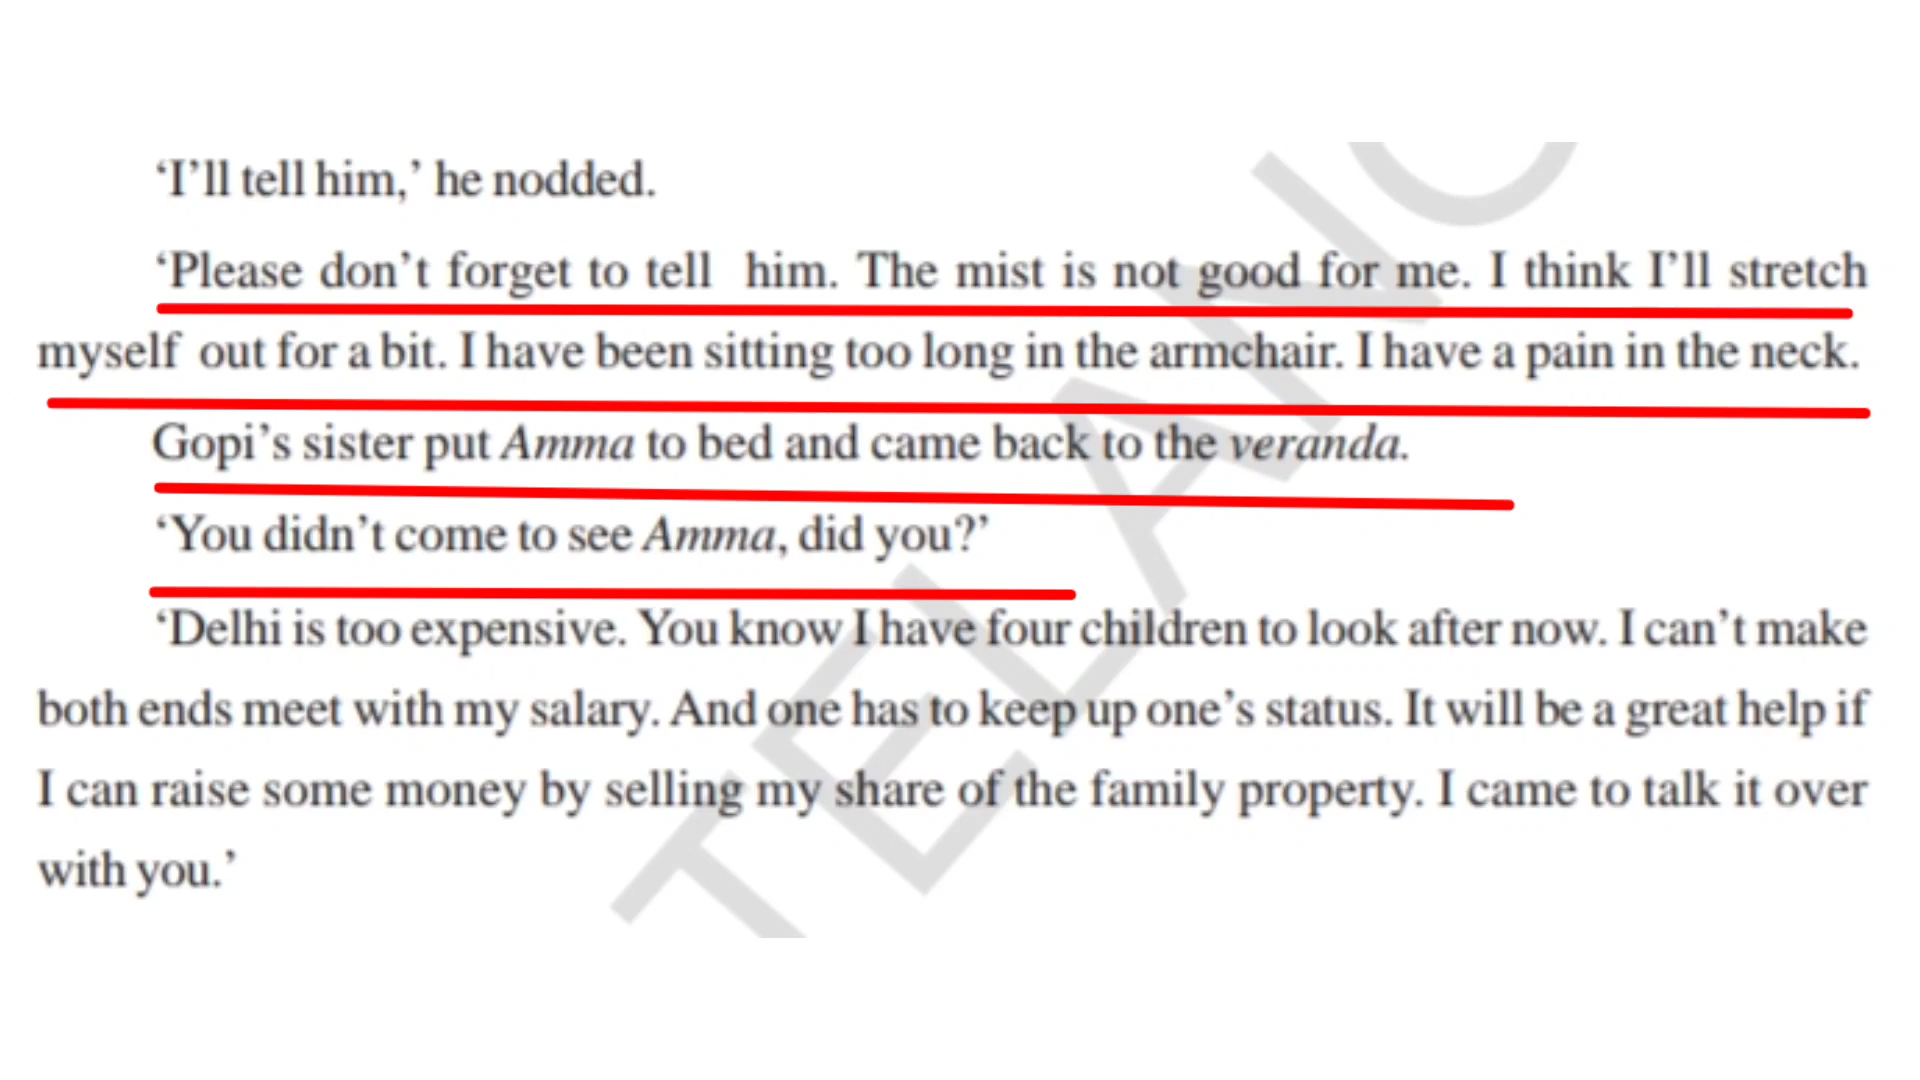 ‘I’ll tell him,’ he nodded.
‘Please don’t forget to tell him. The mist is not good for me. I think I’ll stretch
myself out for a bit. I have been sitting too long in the armchair. I have a pain in the neck.
Gopi’s sister put Amma to bed and came back to the veranda.
‘You didn’t come to see Amma, did you?’
‘Delhi is too expensive. You know I have four children to look after now. I can’t make
both ends meet with my salary. And one has to keep up one’s status. It will be a great help if
I can raise some money by selling my share of the family property. I came to talk it over
with you.’